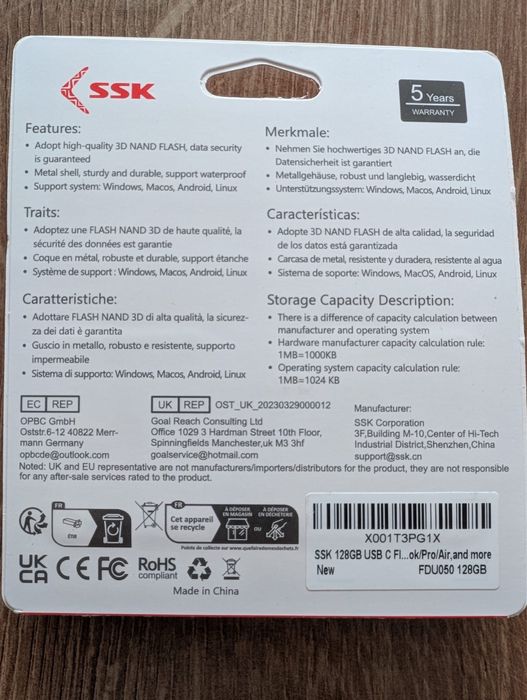 SSK
5 Years
WARRANTY
Features:
• Adopt high-quality 3D NAND FLASH, data security
is guaranteed
• Metal shell, sturdy and durable, support waterproof
• Support system: Windows, Macos, Android, Linux
Merkmale:
• Nehmen Sie hochwertiges 3D NAND FLASH an, die
Datensicherheit ist garantiert
• Metallgehäuse, robust und langlebig, wasserdicht
• Unterstützungssystem: Windows, Macos, Android, Linux
Traits:
• Adoptez une FLASH NAND 3D de haute qualité, la
sécurité des données est garantie
• Coque en métal, robuste et durable, support étanche
• Système de support : Windows, Macos, Android, Linux
Características:
• Adopte 3D NAND FLASH de alta calidad, la seguridad
de los datos está garantizada
• Carcasa de metal, resistente y duradera, resistente al agua
• Sistema de soporte: Windows, MacOS, Android, Linux
Caratteristiche:
• Adottare FLASH NAND 3D di alta qualità, la sicurez-
za dei dati è garantita
• Guscio in metallo, robusto e resistente, supporto
impermeabile
• Sistema di supporto: Windows, Macos, Android, Linux
Storage Capacity Description:
• There is a difference of capacity calculation between
manufacturer and operating system
• Hardware manufacturer capacity calculation rule:
1MB=1000KB
• Operating system capacity calculation rule:
1MB=1024 KB
EC REP
OPBC GmbH
Oststr.6-12 40822 Merr-
mann Germany
opbcde@outlook.com
UK REP OST_UK_20230329000012
Goal Reach Consulting Ltd
Office 1029 3 Hardman Street 10th Floor,
Spinningfields Manchester,uk M3 3hf
goalservice@hotmail.com
Manufacturer:
SSK Corporation
3F,Building M-10,Center of Hi-Tech
Industrial District,Shenzhen,China
support@ssk.cn
Noted: UK and EU representative are not manufacturers/importers/distributors for the product, they are not responsible
for any after-sale services rated to the product.
FR
ÉTUI
FR
Cet appareil
se recycle
À DÉPOSER
EN MAGASIN
OU
À DÉPOSER
EN DÉCHÈTERIE
Points de collecte sur www.quefairedemesdechets.fr
UK
CA
CE
FC
RoHS
compliant
Made in China
X001T3PG1X
SSK 128GB USB C Fl...ok/Pro/Air,and more
New
FDU050 128GB